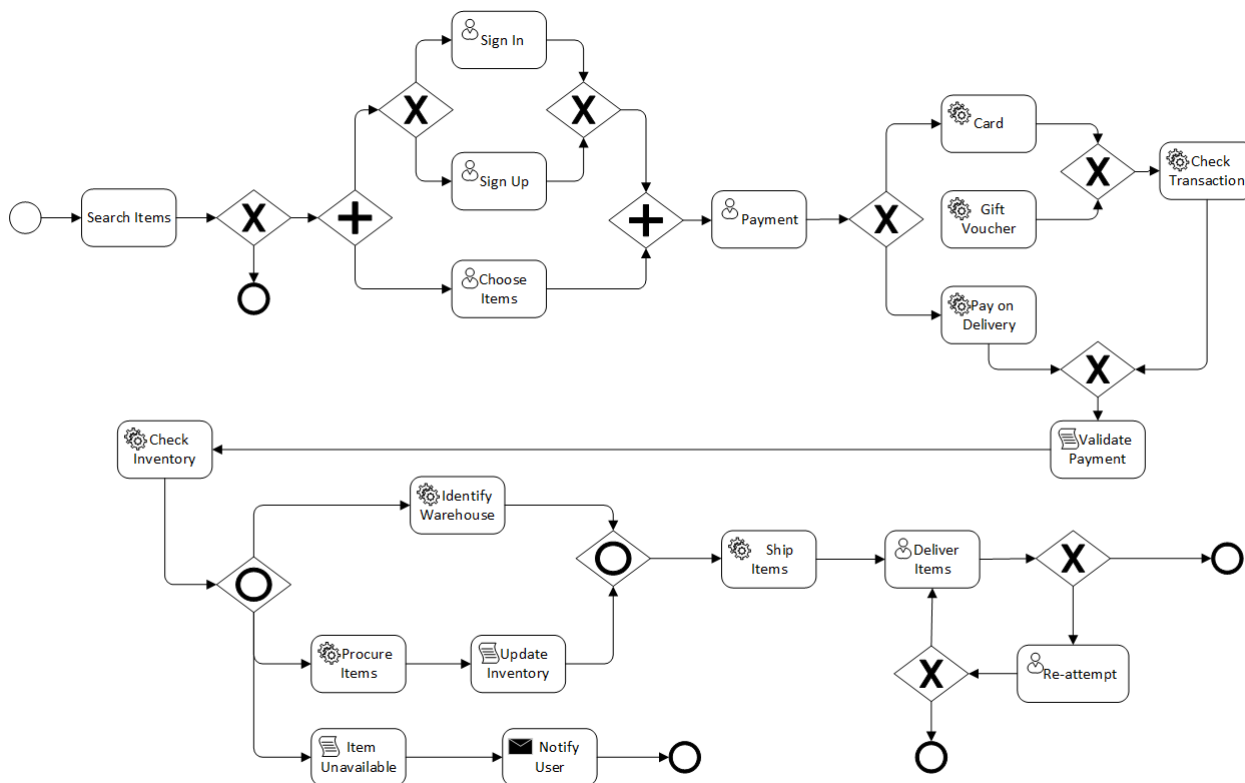 Sign In
Sign Up
Search Items
Choose
Items
Payment
Card
Gift
Voucher
Pay on
Delivery
Check
Transaction
Validate
Payment
Check
Inventory
Identify
Warehouse
Procure
Items
Update
Inventory
Item
Unavailable
Notify
User
Ship
Items
Deliver
Items
Re-attempt